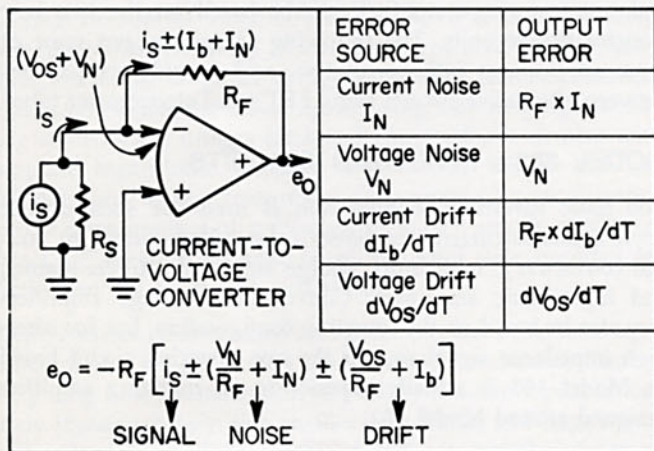 i_S ± (I_b + I_N)
(V_OS + V_N)
R_F
i_S
−
+
+
e_O
i_S
R_S
CURRENT-TO-
VOLTAGE
CONVERTER
ERROR SOURCE | OUTPUT ERROR
Current Noise I_N | R_F x I_N
Voltage Noise V_N | V_N
Current Drift dI_b/dT | R_F x dI_b/dT
Voltage Drift dV_OS/dT | dV_OS/dT
e_O = −R_F [i_S ± (V_N/R_F + I_N) ± (V_OS/R_F + I_b)]
SIGNAL NOISE DRIFT